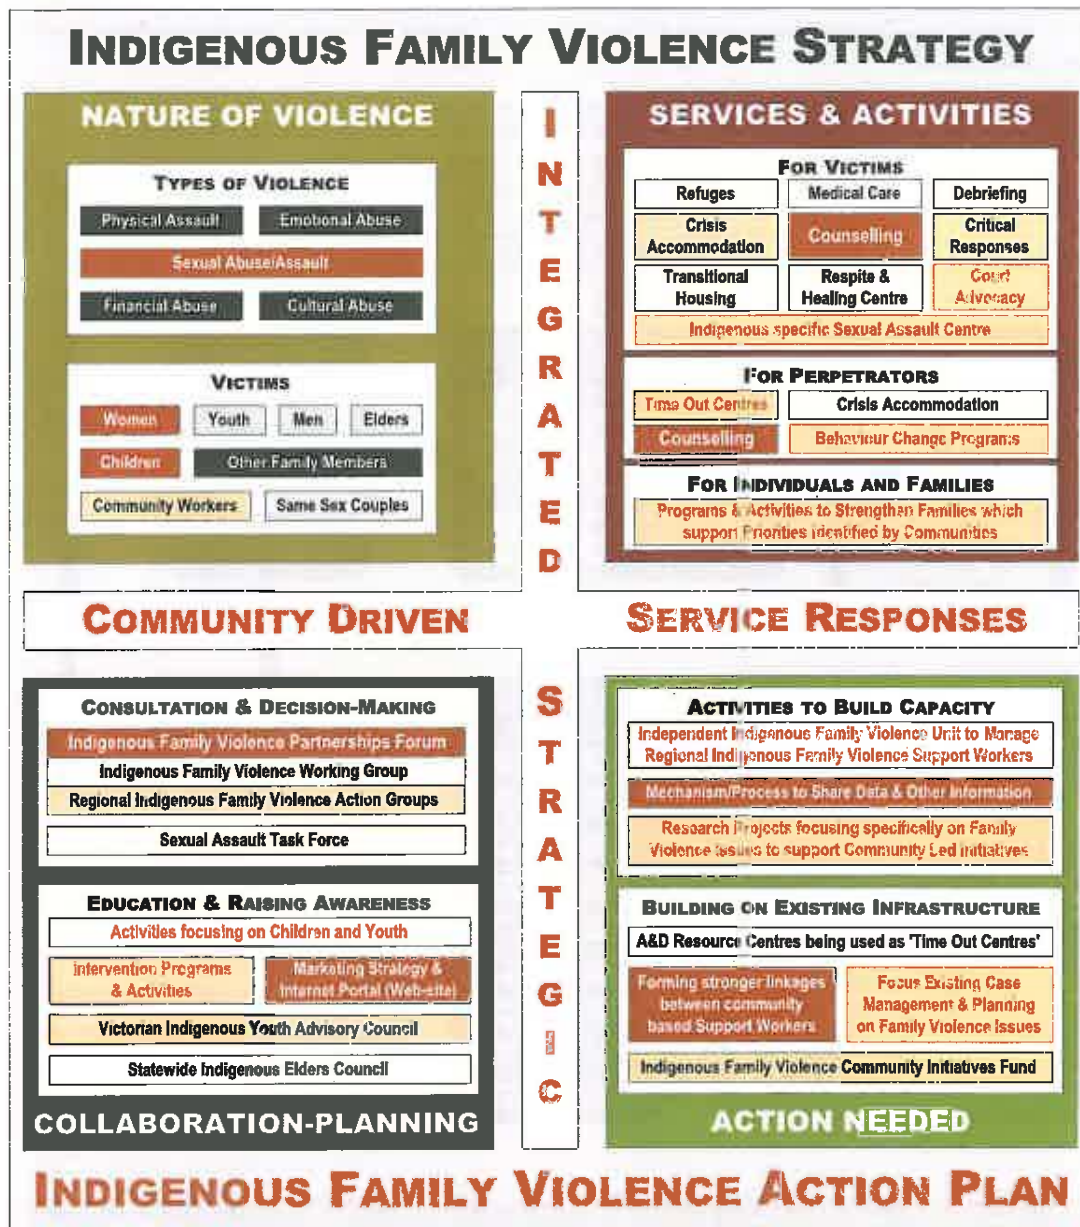 INDIGENOUS FAMILY VIOLENCE STRATEGY
NATURE OF VIOLENCE
TYPES OF VIOLENCE
Physical Assault
Emotional Abuse
Sexual Abuse/Assault
Financial Abuse
Cultural Abuse
VICTIMS
Women
Youth
Men
Elders
Children
Other Family Members
Community Workers
Same Sex Couples
INTEGRATED
SERVICES & ACTIVITIES
FOR VICTIMS
Refuges
Medical Care
Debriefing
Crisis
Accommodation
Counselling
Critical
Responses
Transitional
Housing
Respite &
Healing Centre
Court
Advocacy
Indigenous specific Sexual Assault Centre
FOR PERPETRATORS
Time Out Centres
Crisis Accommodation
Counselling
Behaviour Change Programs
FOR INDIVIDUALS AND FAMILIES
Programs & Activities to Strengthen Families which
support Priorities identified by Communities
COMMUNITY DRIVEN
SERVICE RESPONSES
CONSULTATION & DECISION-MAKING
Indigenous Family Violence Partnerships Forum
Indigenous Family Violence Working Group
Regional Indigenous Family Violence Action Groups
Sexual Assault Task Force
EDUCATION & RAISING AWARENESS
Activities focusing on Children and Youth
Intervention Programs
& Activities
Marketing Strategy &
Internet Portal (Web-site)
Victorian Indigenous Youth Advisory Council
Statewide Indigenous Elders Council
COLLABORATION-PLANNING
STRATEGIC
ACTIVITIES TO BUILD CAPACITY
Independent Indigenous Family Violence Unit to Manage
Regional Indigenous Family Violence Support Workers
Mechanism/Process to Share Data & Other Information
Research Projects focusing specifically on Family
Violence Issues to support Community Led Initiatives
BUILDING ON EXISTING INFRASTRUCTURE
A&D Resource Centres being used as 'Time Out Centres'
Forming stronger linkages
between community
based Support Workers
Focus Existing Case
Management & Planning
on Family Violence Issues
Indigenous Family Violence Community Initiatives Fund
ACTION NEEDED
INDIGENOUS FAMILY VIOLENCE ACTION PLAN